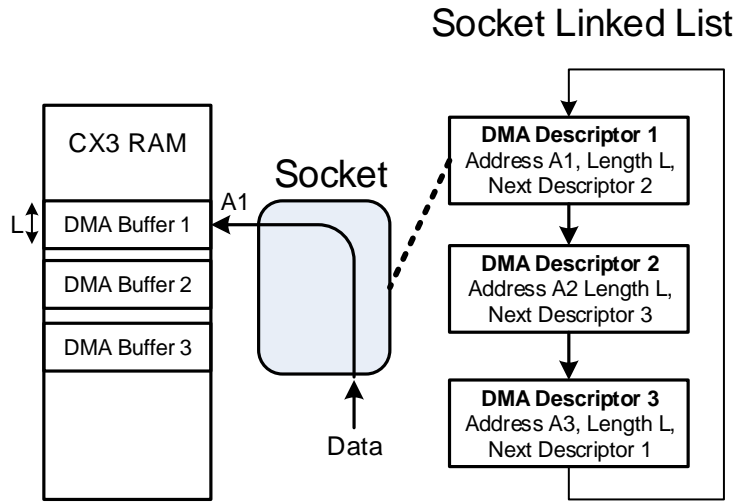 Socket Linked List
CX3 RAM
L
DMA Buffer 1
DMA Buffer 2
DMA Buffer 3
A1
Socket
Data
DMA Descriptor 1
Address A1, Length L,
Next Descriptor 2
DMA Descriptor 2
Address A2 Length L,
Next Descriptor 3
DMA Descriptor 3
Address A3, Length L,
Next Descriptor 1